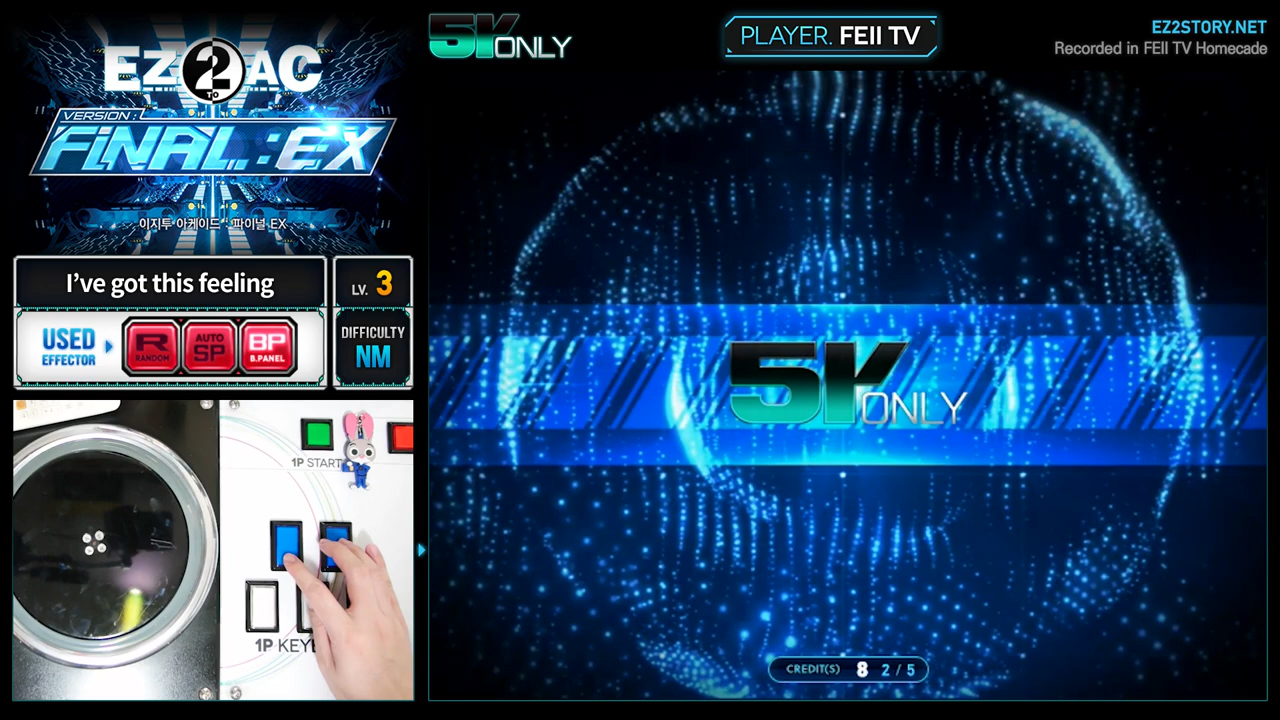 EZ2AC
TO
VERSION :
FiNAL :EX
이지투 아케이드 : 파이널 EX
I've got this feeling
LV. 3
USED
EFFECTOR
R
RANDOM
AUTO
SP
BP
B.PANEL
DIFFICULTY
NM
1P START
1P KEY
5K ONLY
PLAYER. FEII TV
EZ2STORY.NET
Recorded in FEII TV Homecade
5K ONLY
CREDIT(S) 8 2 / 5